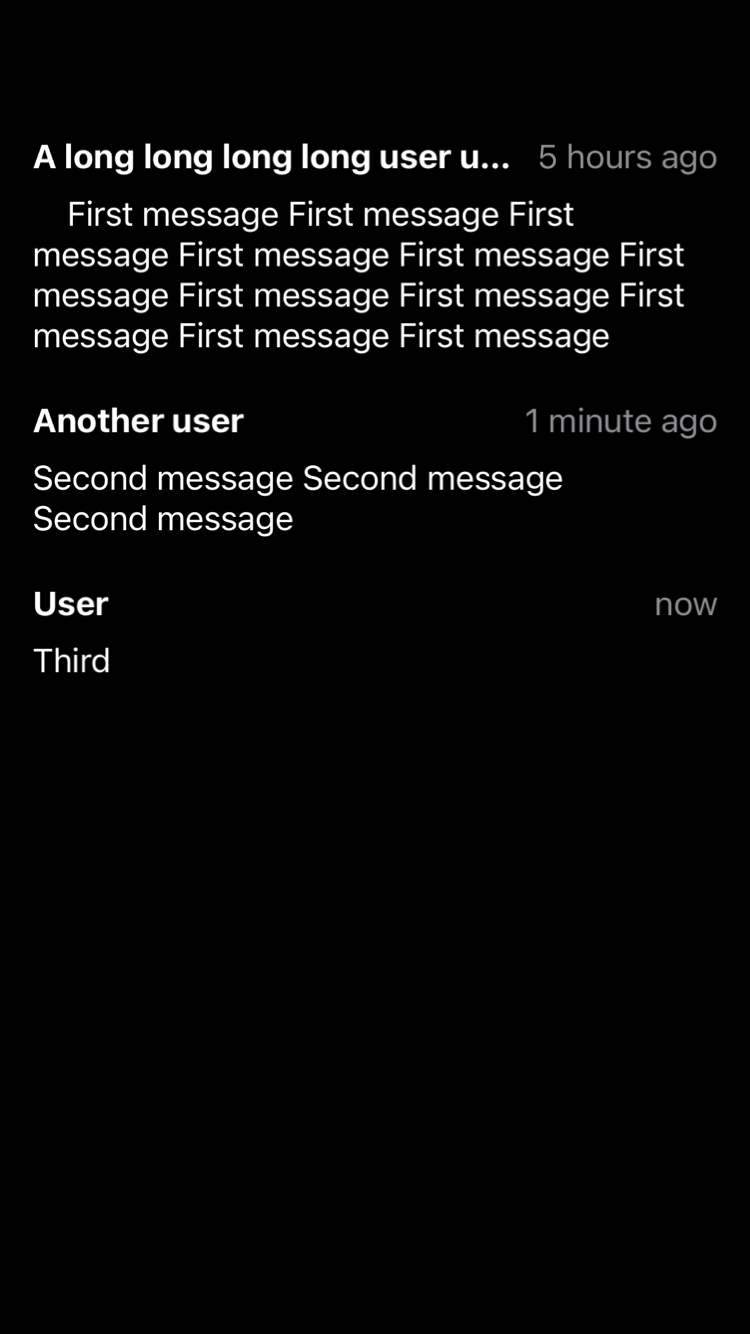 A long long long long user u... 5 hours ago
First message First message First
message First message First message First
message First message First message First
message First message First message
Another user 1 minute ago
Second message Second message
Second message
User now
Third